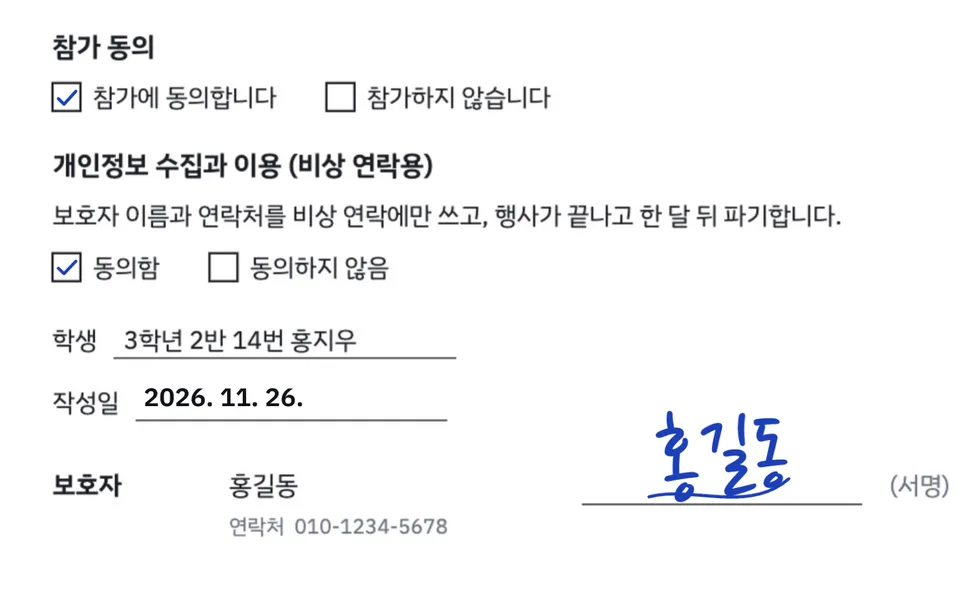 참가 동의
참가에 동의합니다 참가하지 않습니다
개인정보 수집과 이용 (비상 연락용)
보호자 이름과 연락처를 비상 연락에만 쓰고, 행사가 끝나고 한 달 뒤 파기합니다.
동의함 동의하지 않음
학생 3학년 2반 14번 홍지우
작성일 2026. 11. 26.
보호자 홍길동 홍길동 (서명)
연락처 010-1234-5678